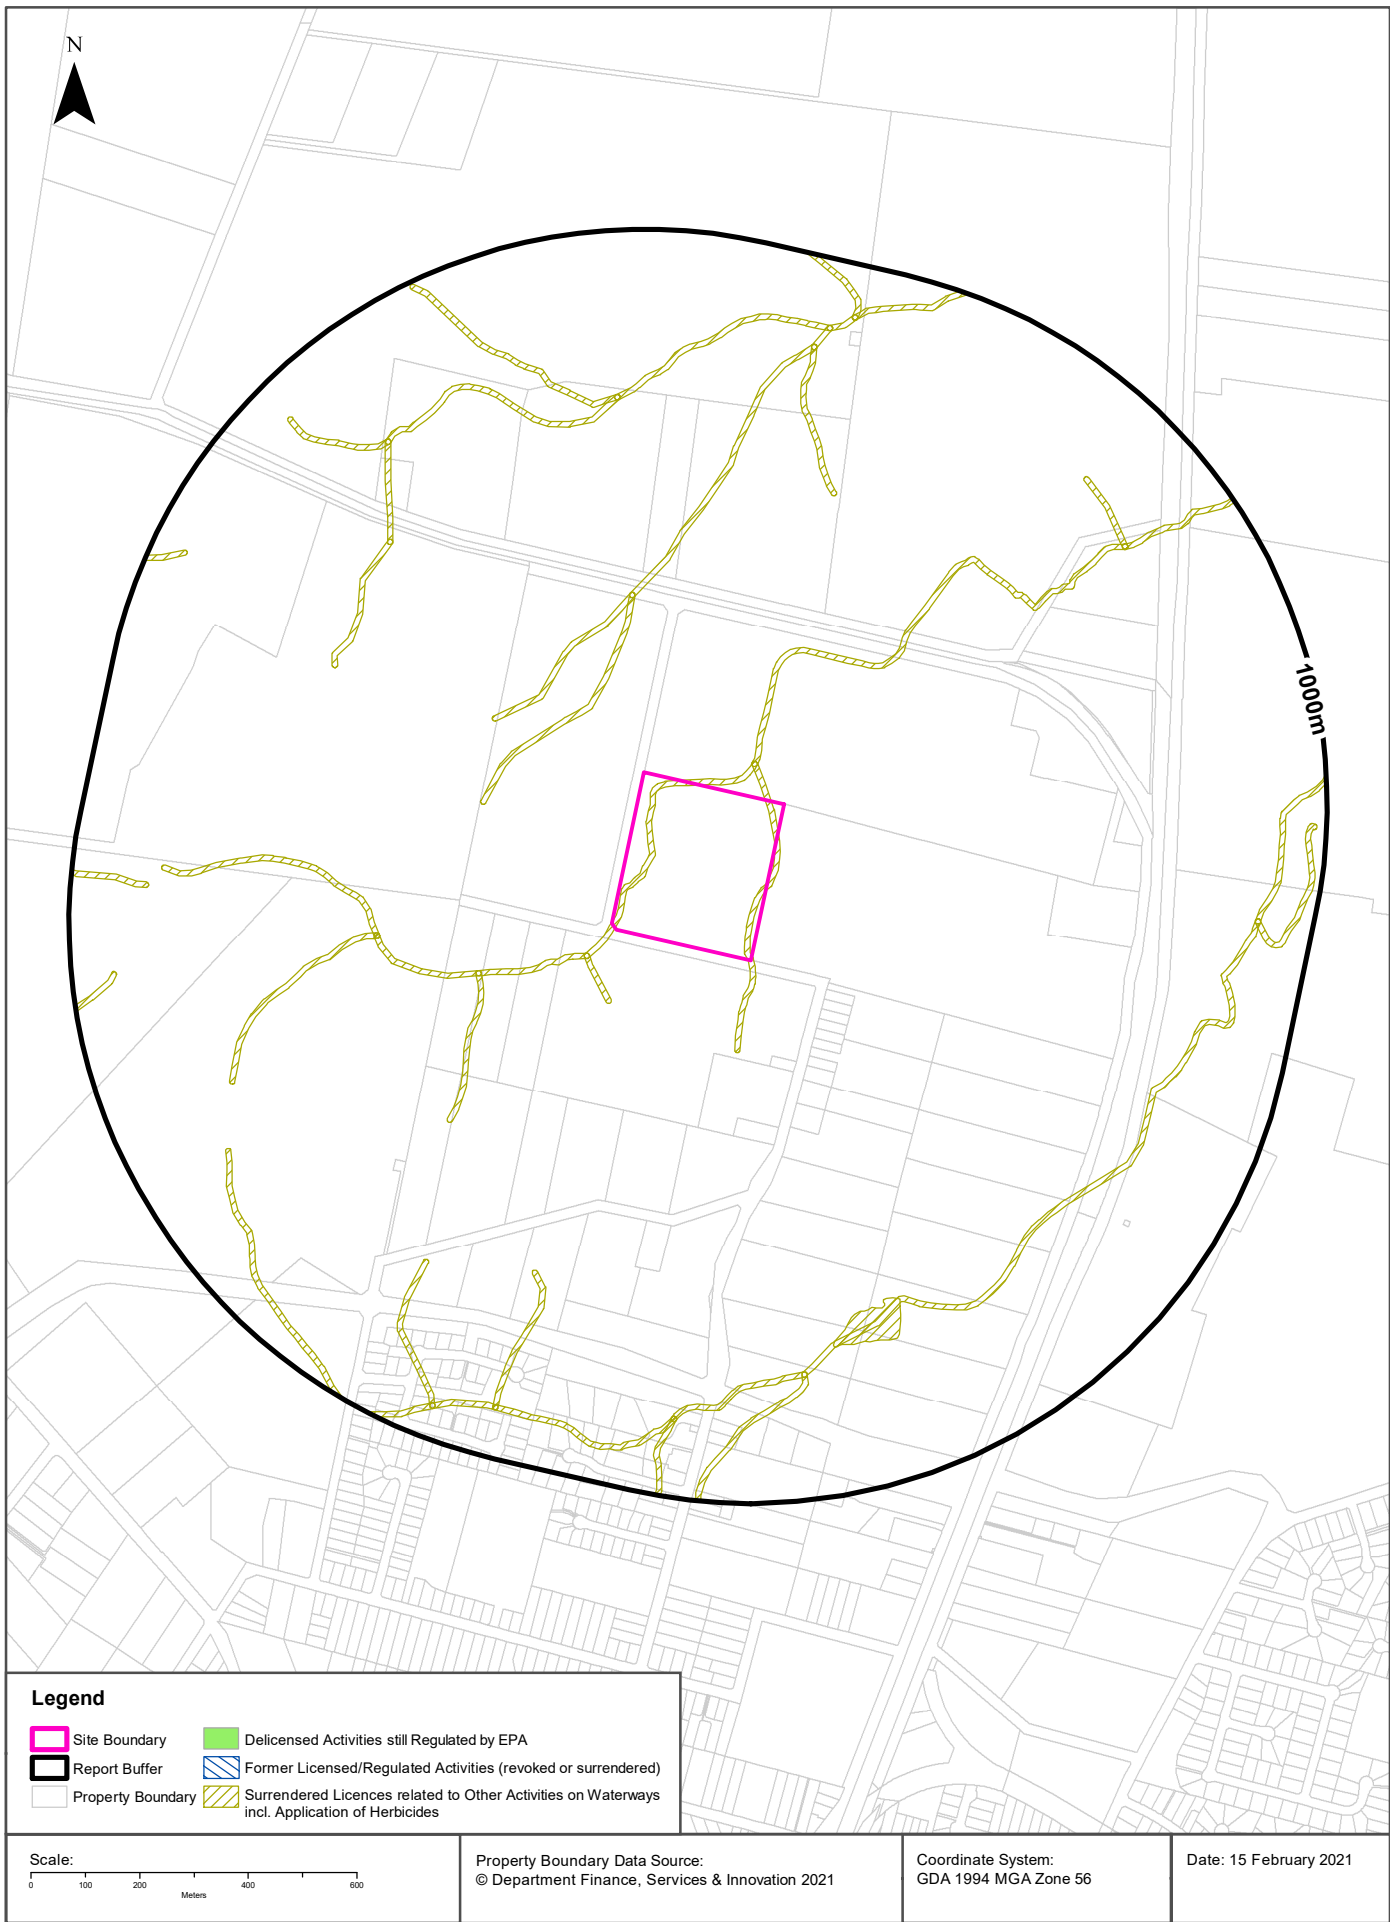 N
1000m
Legend
Site Boundary
Report Buffer
Property Boundary
Delicensed Activities still Regulated by EPA
Former Licensed/Regulated Activities (revoked or surrendered)
Surrendered Licences related to Other Activities on Waterways
incl. Application of Herbicides
Scale:
0 100 200 400 600
Meters
Property Boundary Data Source:
© Department Finance, Services & Innovation 2021
Coordinate System:
GDA 1994 MGA Zone 56
Date: 15 February 2021